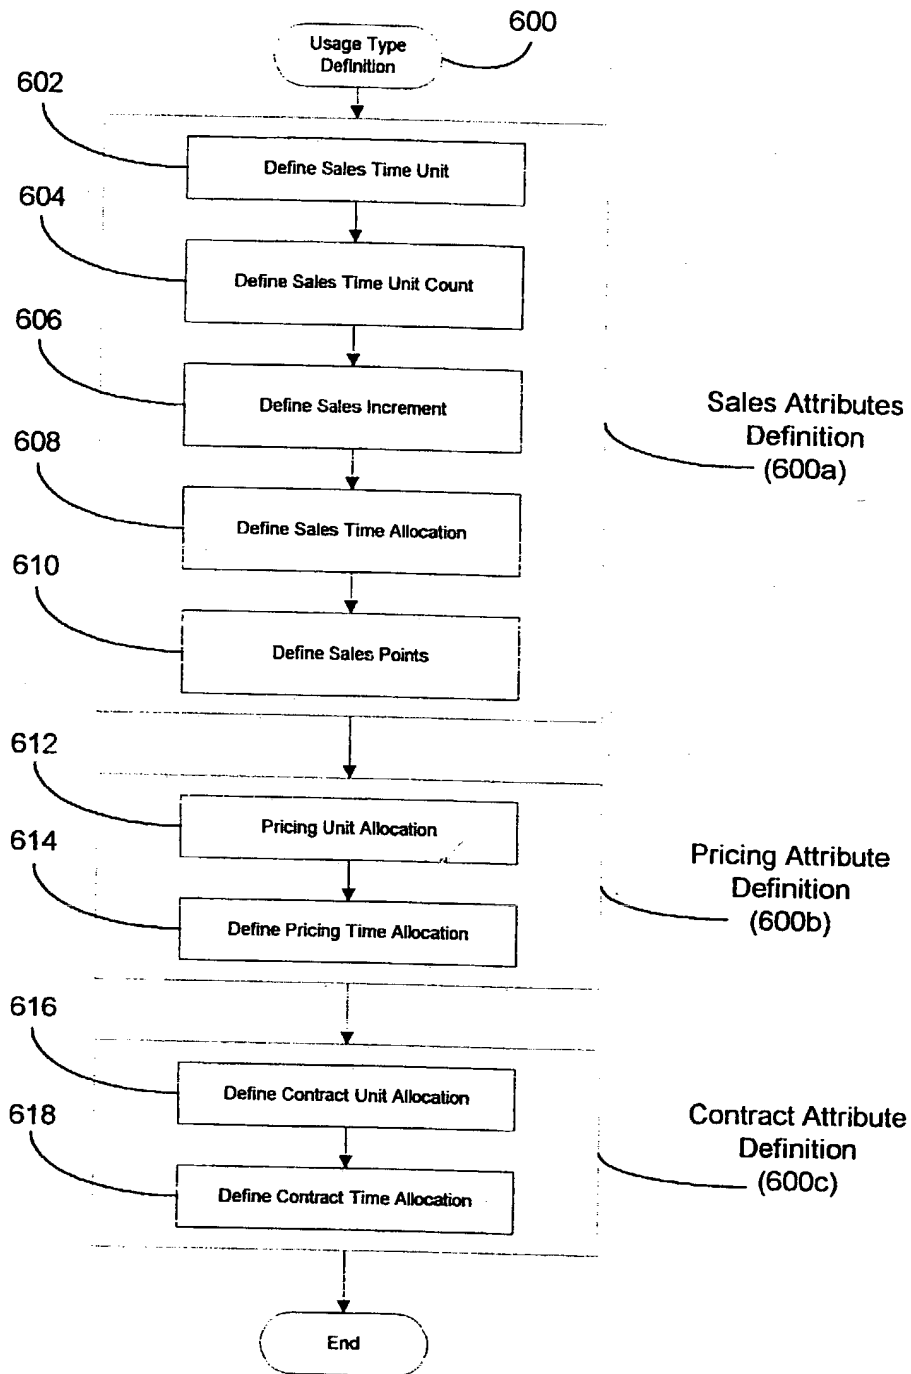 600
Usage Type
Definition
602
Define Sales Time Unit
604
Define Sales Time Unit Count
606
Define Sales Increment
Sales Attributes
Definition
(600a)
608
Define Sales Time Allocation
610
Define Sales Points
612
Pricing Unit Allocation
614
Define Pricing Time Allocation
Pricing Attribute
Definition
(600b)
616
Define Contract Unit Allocation
618
Define Contract Time Allocation
Contract Attribute
Definition
(600c)
End